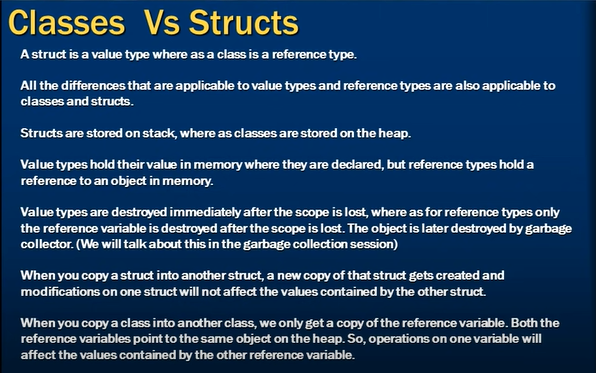 Classes Vs Structs
A struct is a value type where as a class is a reference type.
All the differences that are applicable to value types and reference types are also applicable to
classes and structs.
Structs are stored on stack, where as classes are stored on the heap.
Value types hold their value in memory where they are declared, but reference types hold a
reference to an object in memory.
Value types are destroyed immediately after the scope is lost, where as for reference types only
the reference variable is destroyed after the scope is lost. The object is later destroyed by garbage
collector. (We will talk about this in the garbage collection session)
When you copy a struct into another struct, a new copy of that struct gets created and
modifications on one struct will not affect the values contained by the other struct.
When you copy a class into another class, we only get a copy of the reference variable. Both the
reference variables point to the same object on the heap. So, operations on one variable will
affect the values contained by the other reference variable.